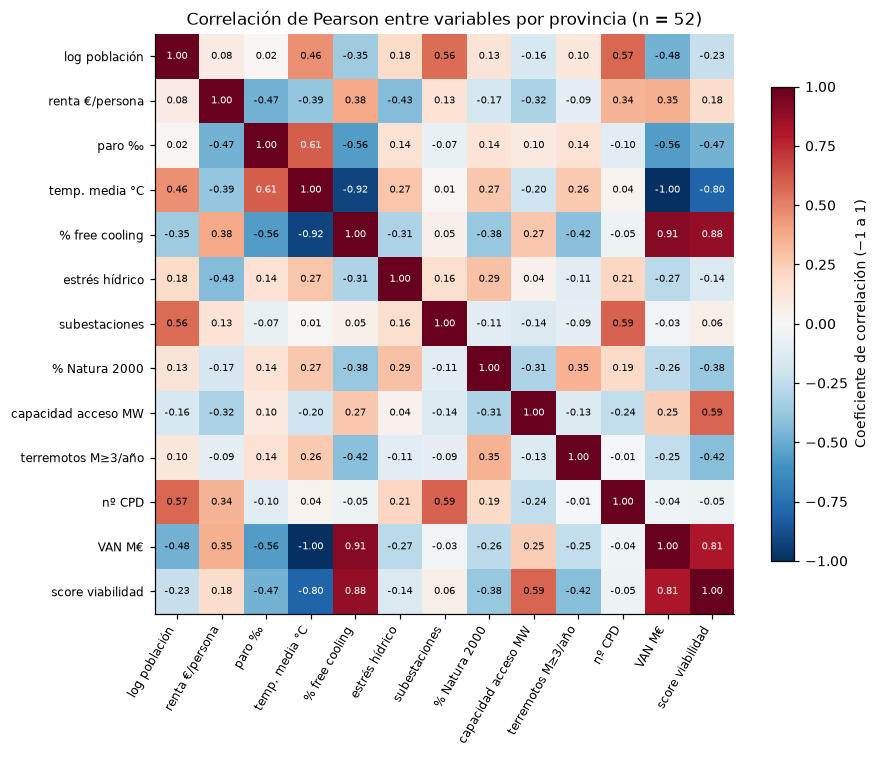 Correlación de Pearson entre variables por provincia (n = 52)
log población 1.00 0.08 0.02 0.46 -0.35 0.18 0.56 0.13 -0.16 0.10 0.57 -0.48 -0.23
renta €/persona 0.08 1.00 -0.47 -0.39 0.38 -0.43 0.13 -0.17 -0.32 -0.09 0.34 0.35 0.18
paro ‰ 0.02 -0.47 1.00 0.61 -0.56 0.14 -0.07 0.14 0.10 0.14 -0.10 -0.56 -0.47
temp. media °C 0.46 -0.39 0.61 1.00 -0.92 0.27 0.01 0.27 -0.20 0.26 0.04 -1.00 -0.80
% free cooling -0.35 0.38 -0.56 -0.92 1.00 -0.31 0.05 -0.38 0.27 -0.42 -0.05 0.91 0.88
estrés hídrico 0.18 -0.43 0.14 0.27 -0.31 1.00 0.16 0.29 0.04 -0.11 0.21 -0.27 -0.14
subestaciones 0.56 0.13 -0.07 0.01 0.05 0.16 1.00 -0.11 -0.14 -0.09 0.59 -0.03 0.06
% Natura 2000 0.13 -0.17 0.14 0.27 -0.38 0.29 -0.11 1.00 -0.31 0.35 0.19 -0.26 -0.38
capacidad acceso MW -0.16 -0.32 0.10 -0.20 0.27 0.04 -0.14 -0.31 1.00 -0.13 -0.24 0.25 0.59
terremotos M≥3/año 0.10 -0.09 0.14 0.26 -0.42 -0.11 -0.09 0.35 -0.13 1.00 -0.01 -0.25 -0.42
nº CPD 0.57 0.34 -0.10 0.04 -0.05 0.21 0.59 0.19 -0.24 -0.01 1.00 -0.04 -0.05
VAN M€ -0.48 0.35 -0.56 -1.00 0.91 -0.27 -0.03 -0.26 0.25 -0.25 -0.04 1.00 0.81
score viabilidad -0.23 0.18 -0.47 -0.80 0.88 -0.14 0.06 -0.38 0.59 -0.42 -0.05 0.81 1.00
log población
renta €/persona
paro ‰
temp. media °C
% free cooling
estrés hídrico
subestaciones
% Natura 2000
capacidad acceso MW
terremotos M≥3/año
nº CPD
VAN M€
score viabilidad
1.00
0.75
0.50
0.25
0.00
−0.25
−0.50
−0.75
−1.00
Coeficiente de correlación (−1 a 1)